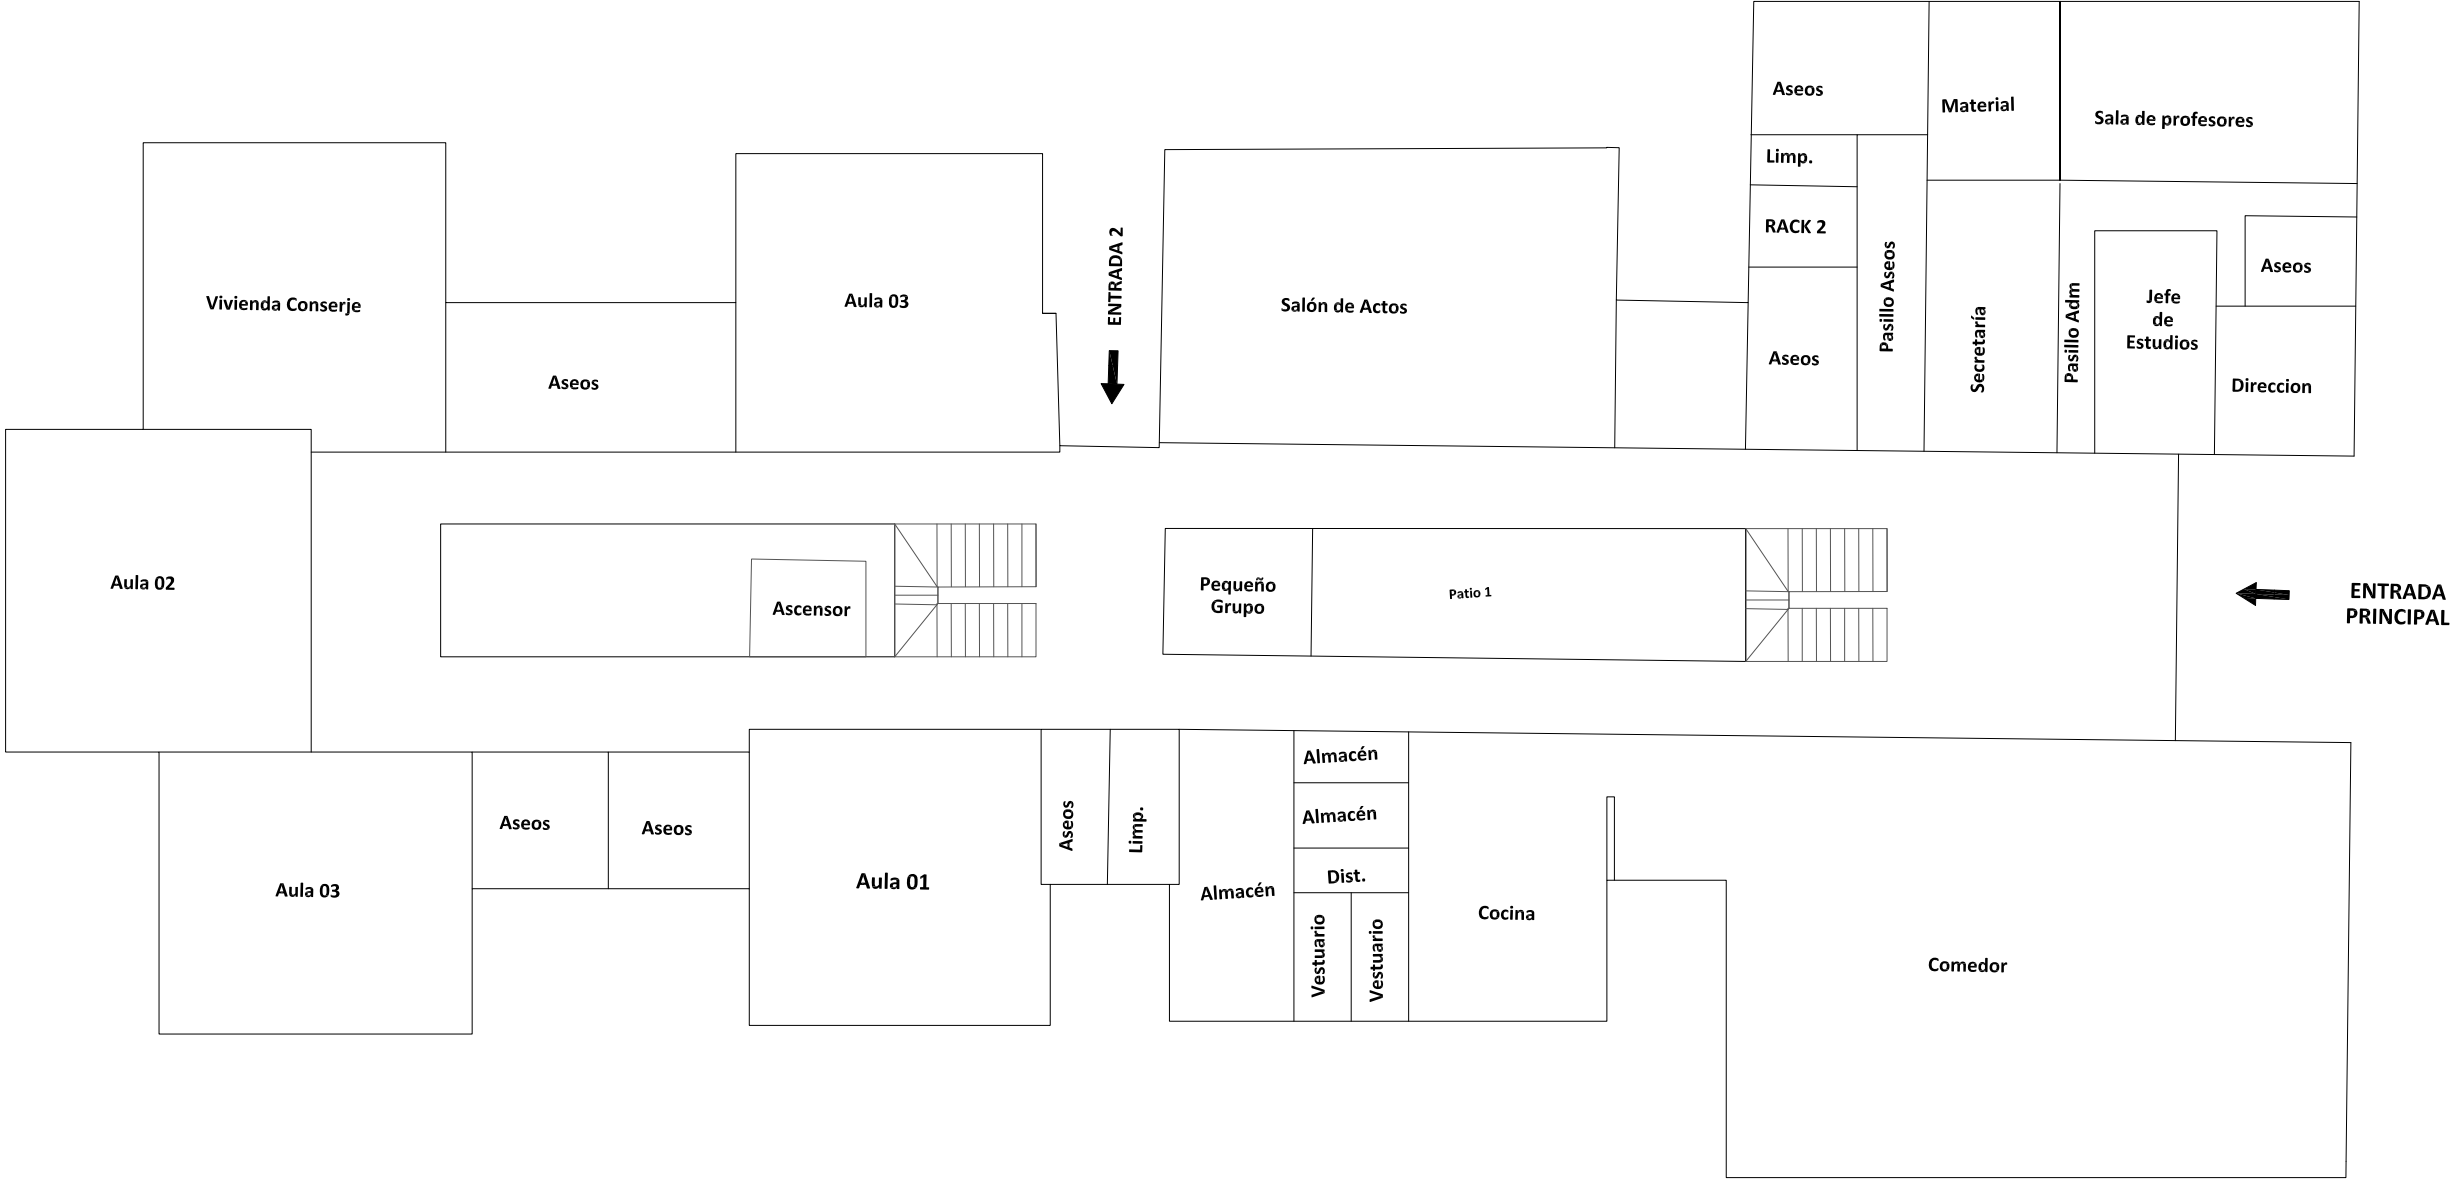 Aseos
Material
Sala de profesores
Limp.
RACK 2
Pasillo Aseos
Aseos
Secretaría
Pasillo Adm
Jefe
de
Estudios
Aseos
Direccion
Vivienda Conserje
Aseos
Aula 03
ENTRADA 2
Salón de Actos
Aula 02
Ascensor
Pequeño
Grupo
Patio 1
ENTRADA
PRINCIPAL
Aula 03
Aseos
Aseos
Aula 01
Aseos
Limp.
Almacén
Almacén
Almacén
Dist.
Vestuario
Vestuario
Cocina
Comedor